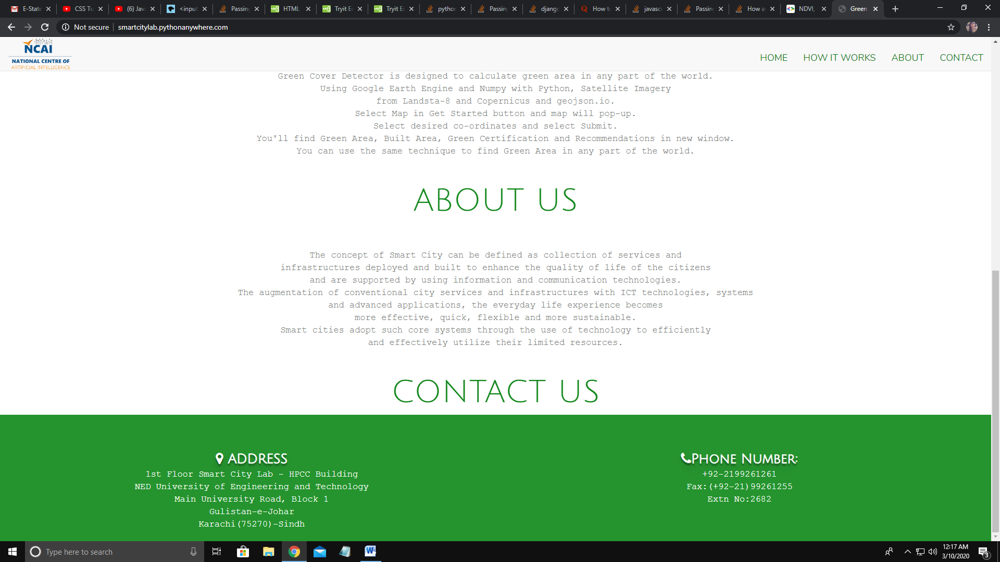 E-State
CSS Tu
(6) Java
<input
Passing
HTML
Tryit Ed
Tryit Ed
python
Passing
django
How to
javascr
Passing
How a
NDVI,
Green
Not secure
smartcitylab.pythonanywhere.com
NCAI
NATIONAL CENTRE OF
ARTIFICIAL INTELLIGENCE
HOME HOW IT WORKS ABOUT CONTACT
Green Cover Detector is designed to calculate green area in any part of the world.
Using Google Earth Engine and Numpy with Python, Satellite Imagery
from Landsta-8 and Copernicus and geojson.io.
Select Map in Get Started button and map will pop-up.
Select desired co-ordinates and select Submit.
You'll find Green Area, Built Area, Green Certification and Recommendations in new window.
You can use the same technique to find Green Area in any part of the world.
ABOUT US
The concept of Smart City can be defined as collection of services and
infrastructures deployed and built to enhance the quality of life of the citizens
and are supported by using information and communication technologies.
The augmentation of conventional city services and infrastructures with ICT technologies, systems
and advanced applications, the everyday life experience becomes
more effective, quick, flexible and more sustainable.
Smart cities adopt such core systems through the use of technology to efficiently
and effectively utilize their limited resources.
CONTACT US
ADDRESS
1st Floor Smart City Lab - HPCC Building
NED University of Engineering and Technology
Main University Road, Block 1
Gulistan-e-Johar
Karachi(75270)-Sindh
PHONE NUMBER:
+92-2199261261
Fax:(+92-21)99261255
Extn No:2682
Type here to search
12:17 AM
3/10/2020
3